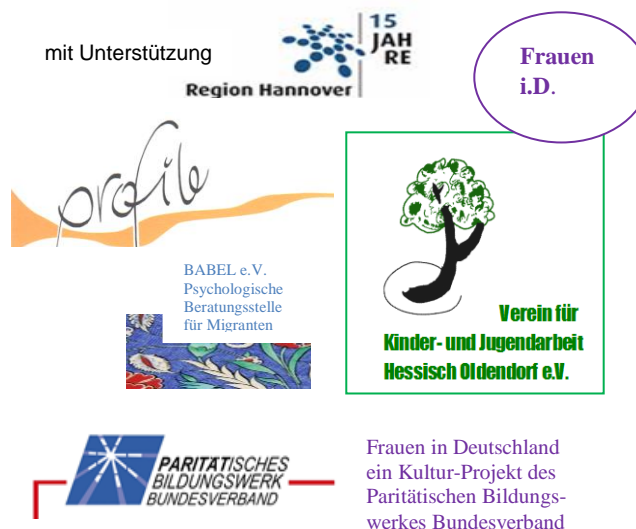 mit Unterstützung
15
JAH
RE
Region Hannover
Frauen
i.D.
profile
BABEL e.V.
Psychologische
Beratungsstelle
für Migranten
Verein für
Kinder- und Jugendarbeit
Hessisch Oldendorf e.V.
PARITÄTISCHES
BILDUNGSWERK
BUNDESVERBAND
Frauen in Deutschland
ein Kultur-Projekt des
Paritätischen Bildungs-
werkes Bundesverband